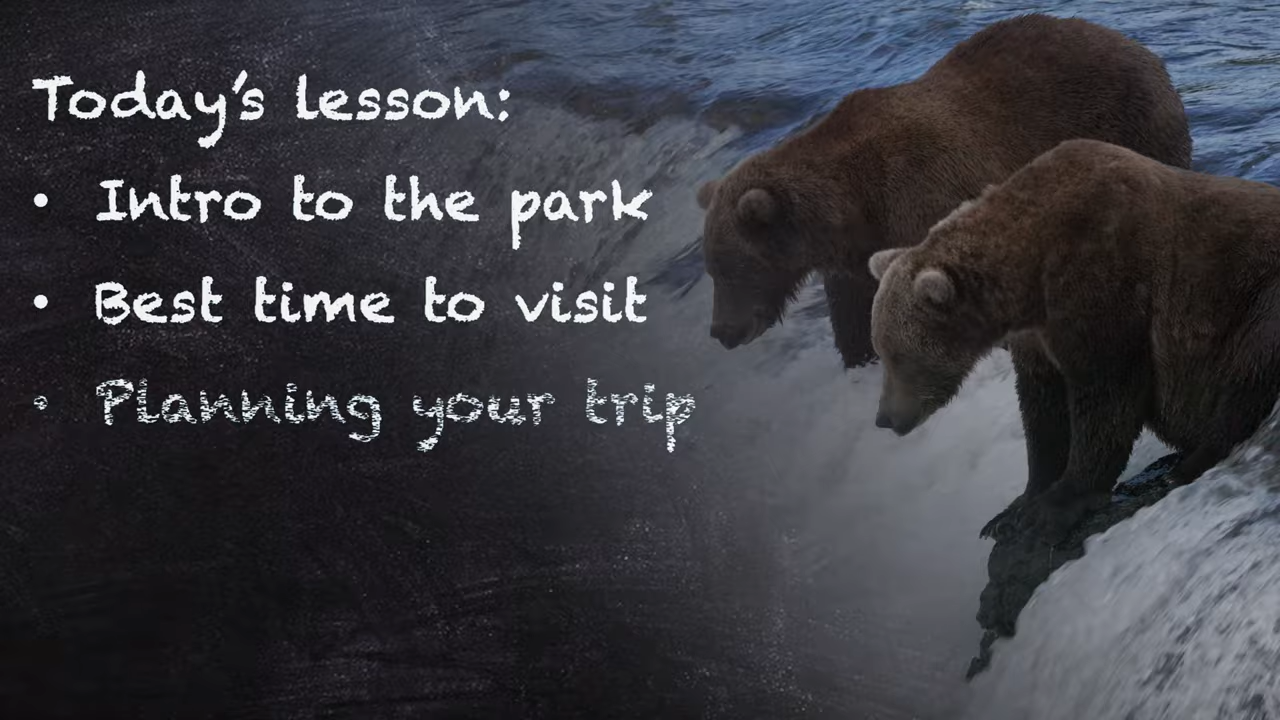 Today's lesson:
• Intro to the park
• Best time to visit
• Planning your trip